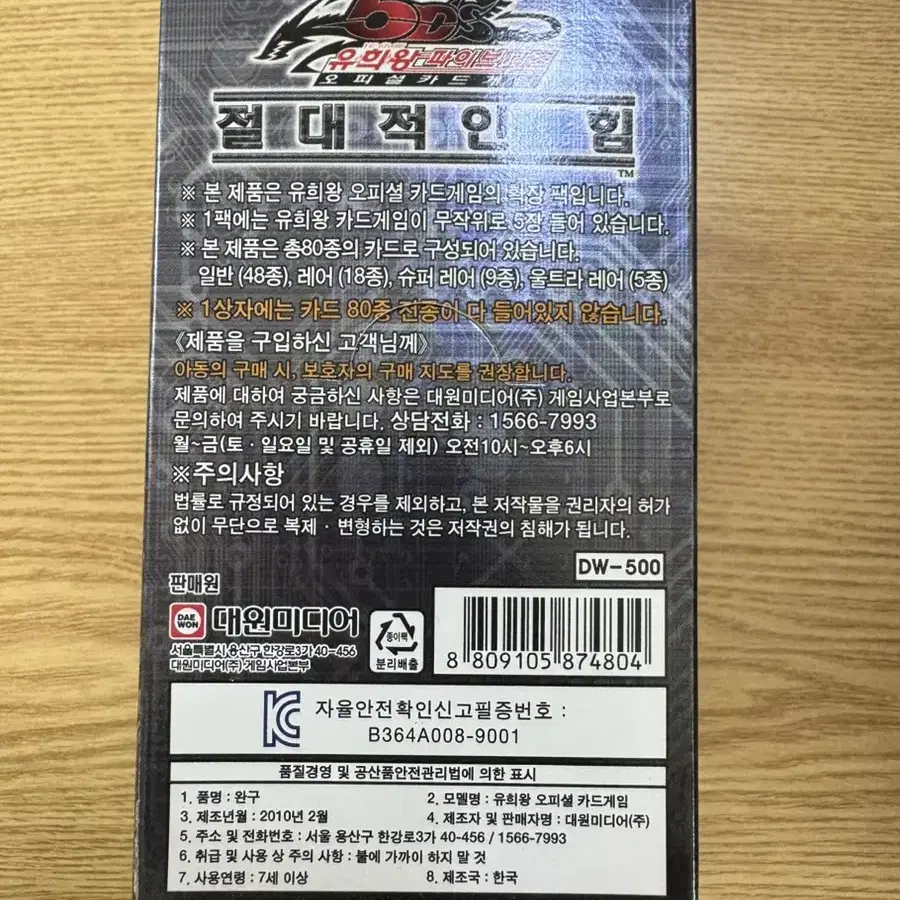 5D's
유희왕 파이브디즈
오피셜카드게임
절대적인 힘
TM
※ 본 제품은 유희왕 오피셜 카드게임의 확장 팩입니다.
※ 1팩에는 유희왕 카드게임이 무작위로 5장 들어 있습니다.
※ 본 제품은 총80종의 카드로 구성되어 있습니다.
일반 (48종), 레어 (18종), 슈퍼 레어 (9종), 울트라 레어 (5종)
※ 1상자에는 카드 80종 전종이 다 들어있지 않습니다.
〈제품을 구입하신 고객님께〉
아동의 구매 시, 보호자의 구매 지도를 권장합니다.
제품에 대하여 궁금하신 사항은 대원미디어(주) 게임사업본부로
문의하여 주시기 바랍니다. 상담전화 : 1566-7993
월~금(토·일요일 및 공휴일 제외) 오전10시~오후6시
※주의사항
법률로 규정되어 있는 경우를 제외하고, 본 저작물을 권리자의 허가
없이 무단으로 복제·변형하는 것은 저작권의 침해가 됩니다.
DW-500
판매원
DAE
WON
대원미디어
서울특별시 용산구 한강로3가 40-456
대원미디어(주) 게임사업본부
종이팩
분리배출
8 809105 874804
KC
자율안전확인신고필증번호 :
B364A008-9001
품질경영 및 공산품안전관리법에 의한 표시
1. 품명 : 완구
2. 모델명 : 유희왕 오피셜 카드게임
3. 제조년월 : 2010년 2월
4. 제조자 및 판매자명 : 대원미디어(주)
5. 주소 및 전화번호 : 서울 용산구 한강로3가 40-456 / 1566-7993
6. 취급 및 사용 상 주의 사항 : 불에 가까이 하지 말 것
7. 사용연령 : 7세 이상
8. 제조국 : 한국